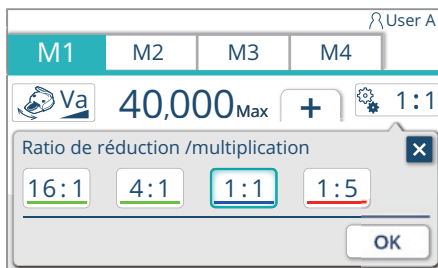 User A
M1 M2 M3 M4
Va 40,000 Max + 1:1
Ratio de réduction /multiplication
16:1 4:1 1:1 1:5
OK